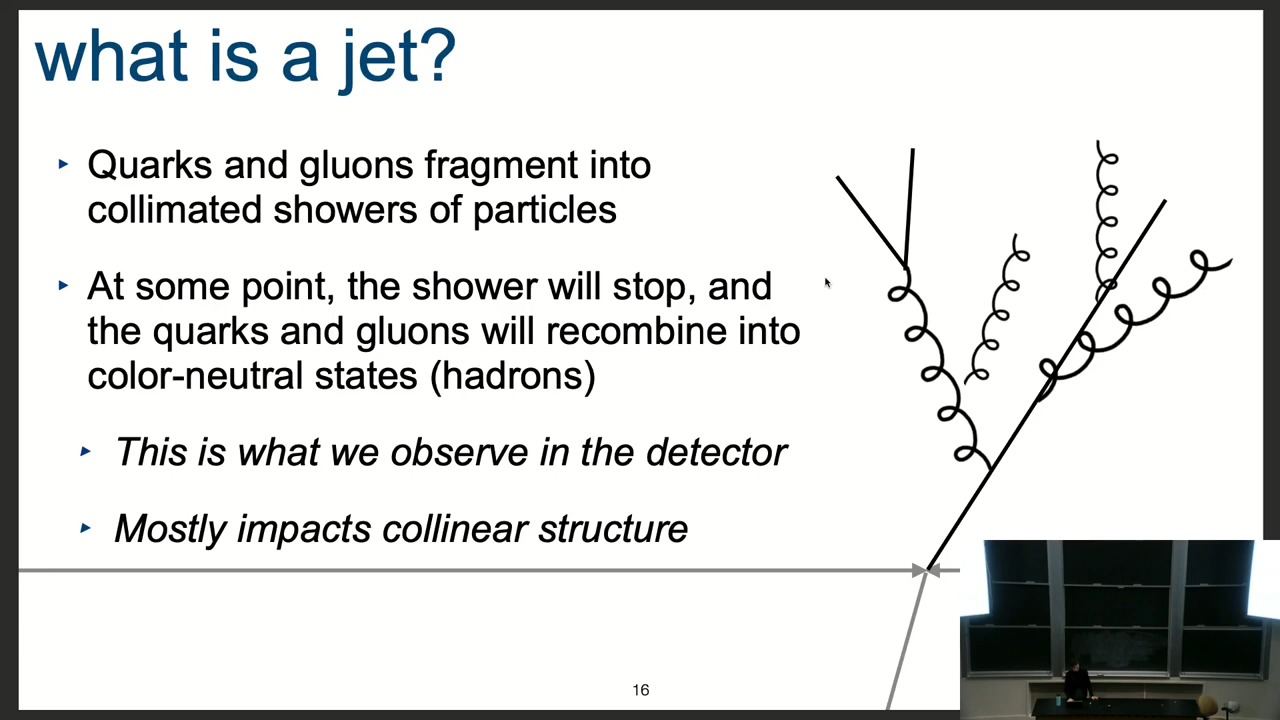 what is a jet?
Quarks and gluons fragment into
collimated showers of particles
At some point, the shower will stop, and
the quarks and gluons will recombine into
color-neutral states (hadrons)
This is what we observe in the detector
Mostly impacts collinear structure
16